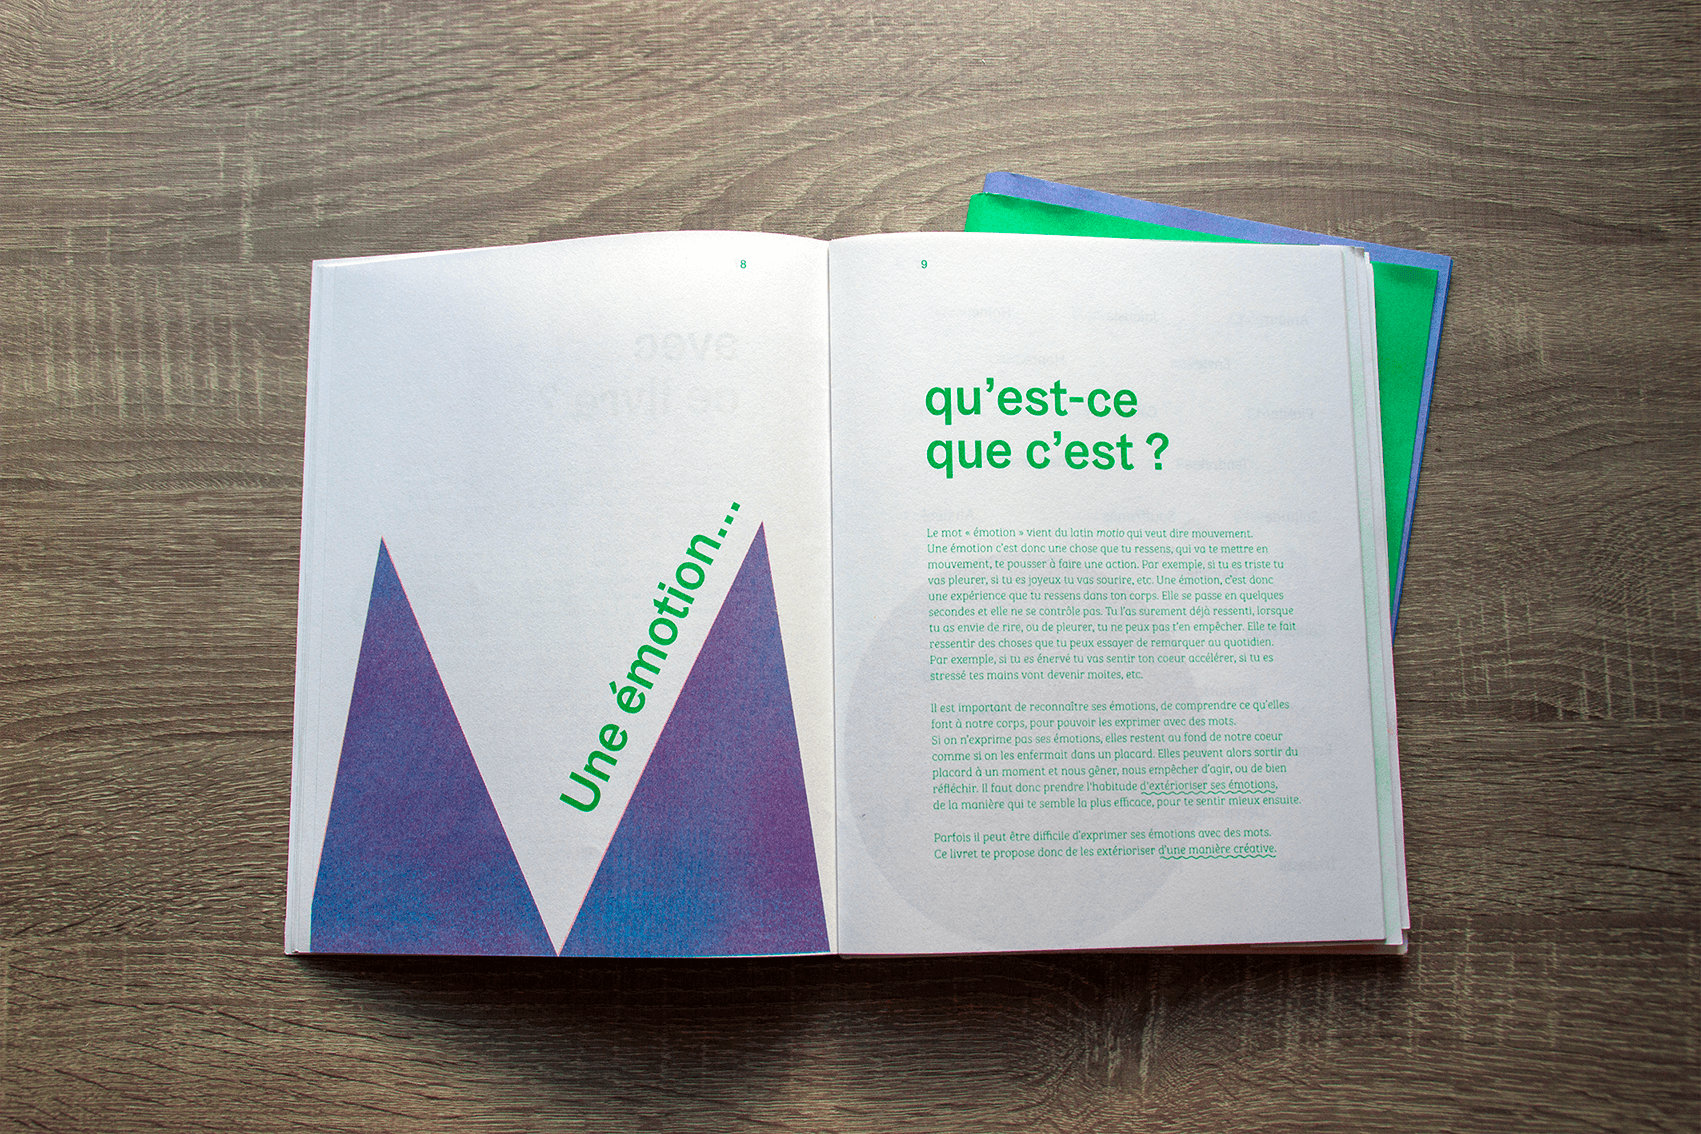 8
Une émotion...
9
qu'est-ce
que c'est ?
Le mot « émotion » vient du latin motio qui veut dire mouvement.
Une émotion c'est donc une chose que tu ressens, qui va te mettre en
mouvement, te pousser à faire une action. Par exemple, si tu es triste tu
vas pleurer, si tu es joyeux tu vas sourire, etc. Une émotion, c'est donc
une expérience que tu ressens dans ton corps. Elle se passe en quelques
secondes et elle ne se contrôle pas. Tu l'as surement déjà ressenti, lorsque
tu as envie de rire, ou de pleurer, tu ne peux pas t'en empêcher. Elle te fait
ressentir des choses que tu peux essayer de remarquer au quotidien.
Par exemple, si tu es énervé tu vas sentir ton coeur accélérer, si tu es
stressé tes mains vont devenir moites, etc.
Il est important de reconnaître ses émotions, de comprendre ce qu'elles
font à notre corps, pour pouvoir les exprimer avec des mots.
Si on n'exprime pas ses émotions, elles restent au fond de notre coeur
comme si on les enfermait dans un placard. Elles peuvent alors sortir du
placard à un moment et nous gêner, nous empêcher d'agir, ou de bien
réfléchir. Il faut donc prendre l'habitude d'extérioriser ses émotions,
de la manière qui te semble la plus efficace, pour te sentir mieux ensuite.
Parfois il peut être difficile d'exprimer ses émotions avec des mots.
Ce livret te propose donc de les extérioriser d'une manière créative.